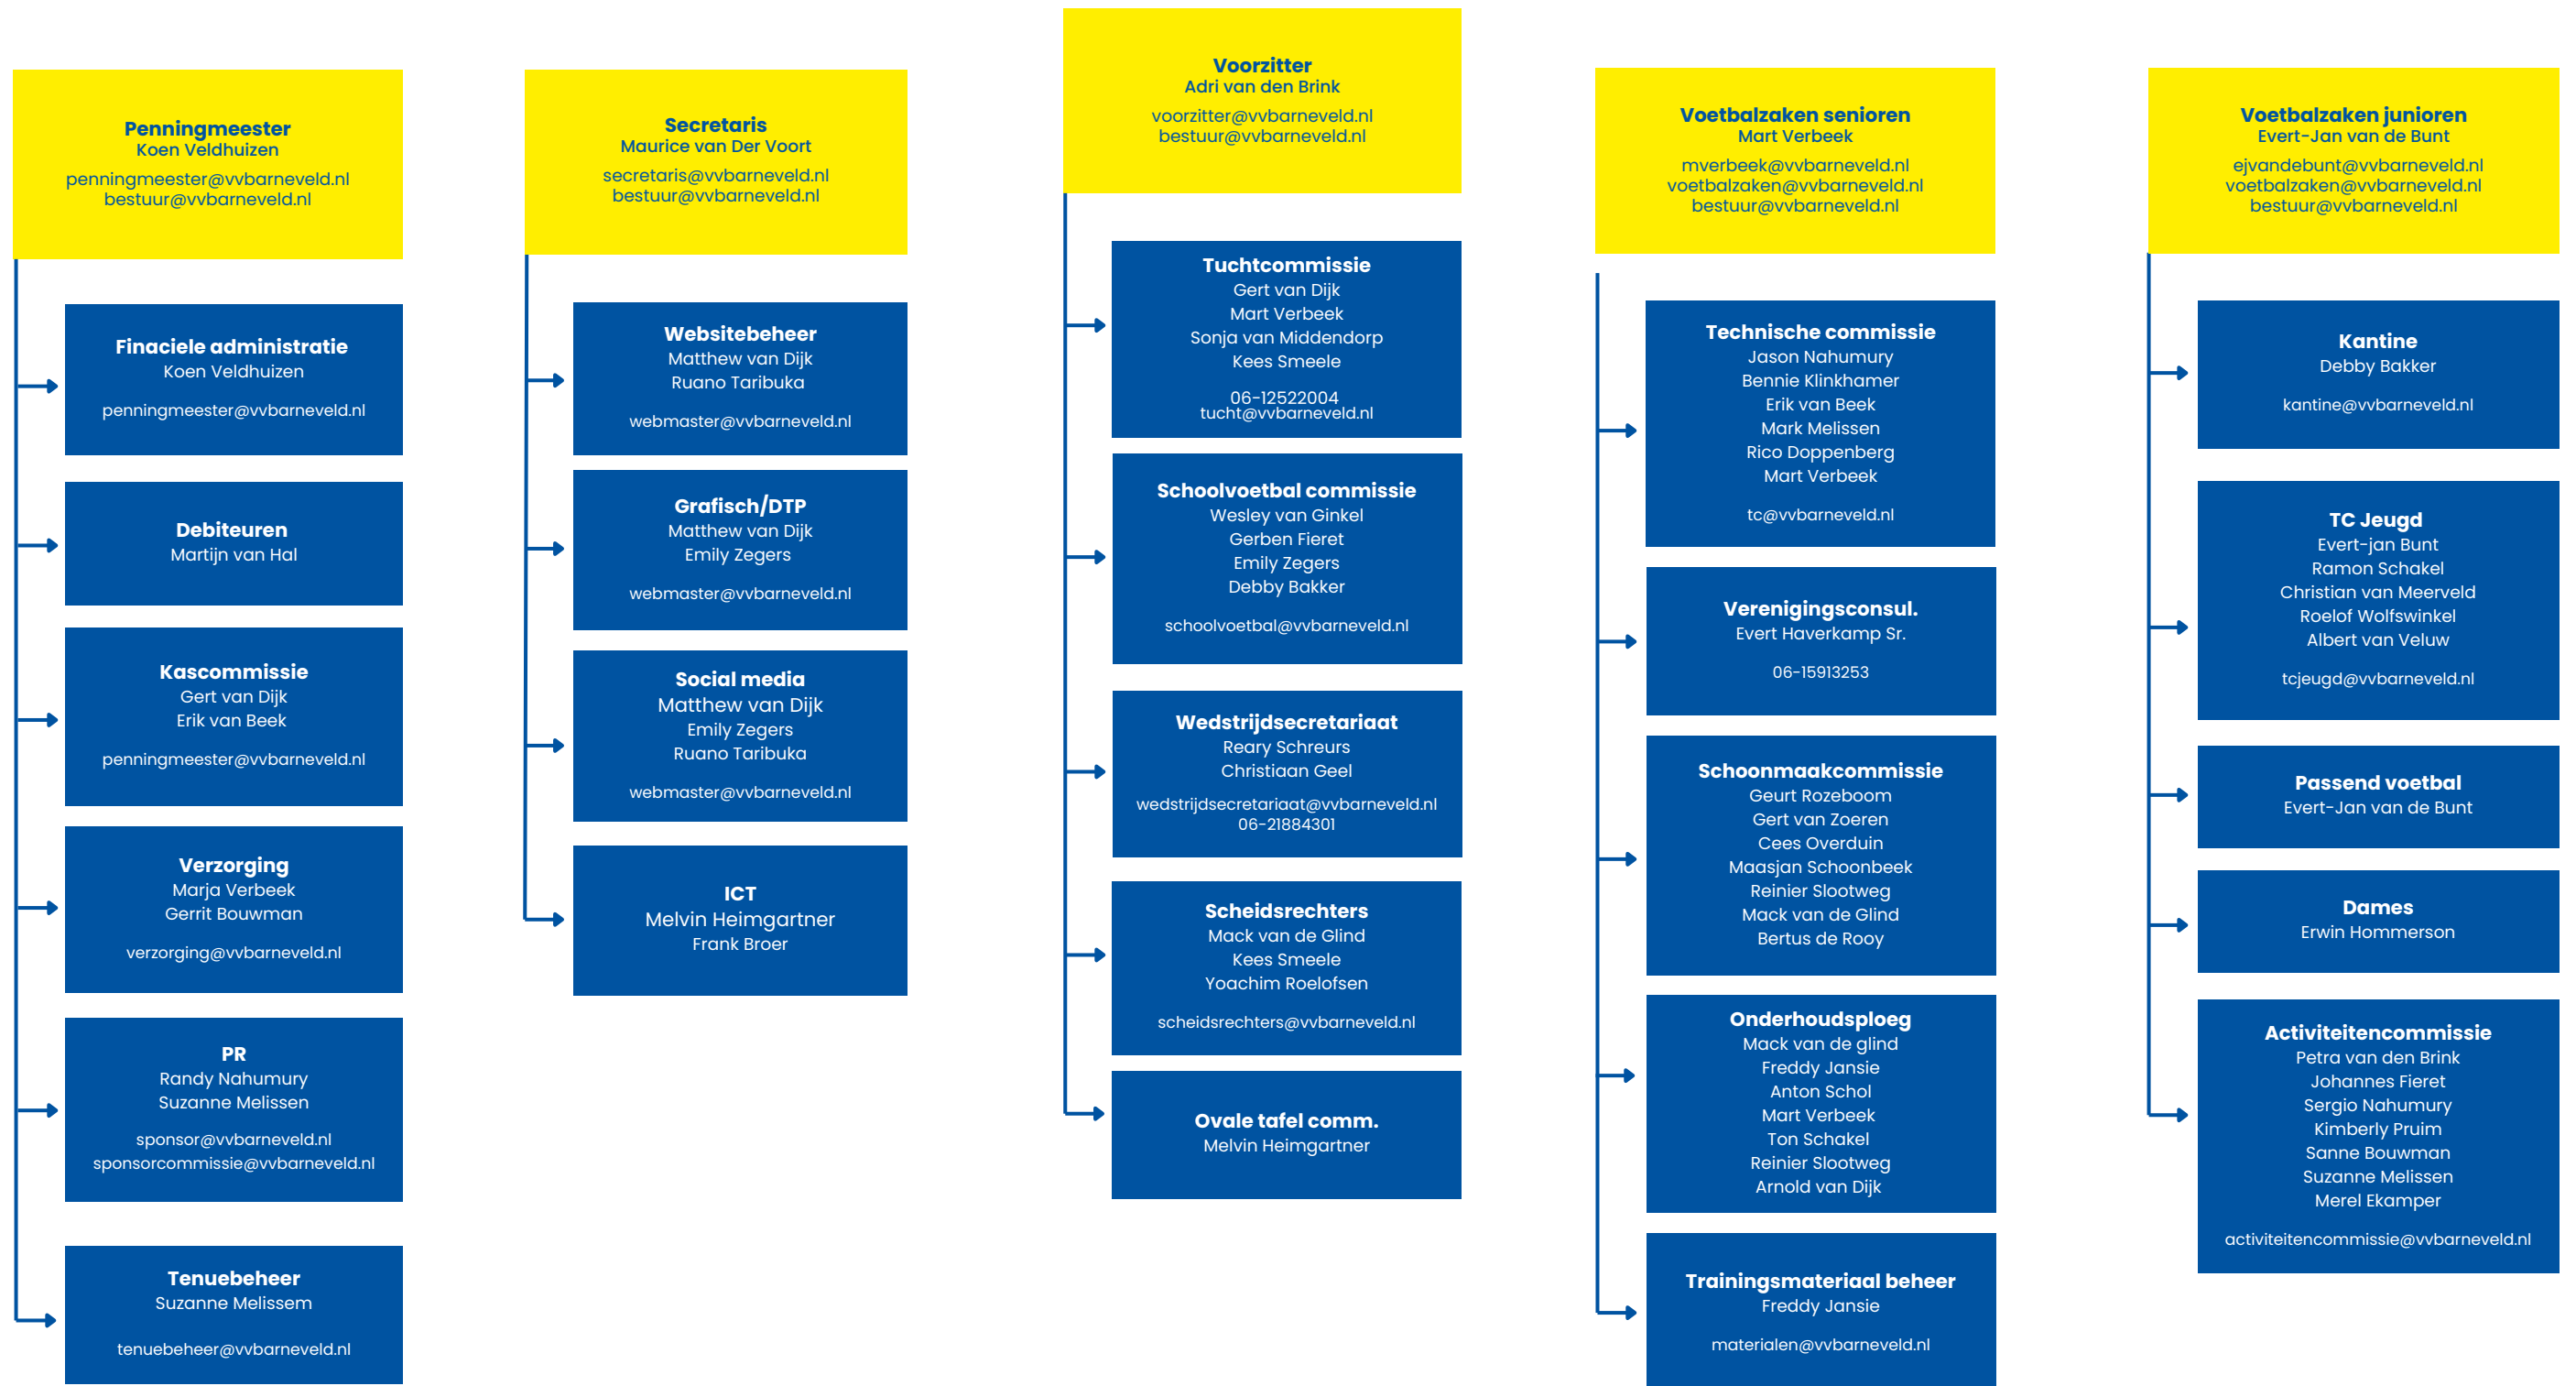 Penningmeester
Koen Veldhuizen
penningmeester@vvbarneveld.nl
bestuur@vvbarneveld.nl
Finaciele administratie
Koen Veldhuizen
penningmeester@vvbarneveld.nl
Debiteuren
Martijn van Hal
Kascommissie
Gert van Dijk
Erik van Beek
penningmeester@vvbarneveld.nl
Verzorging
Marja Verbeek
Gerrit Bouwman
verzorging@vvbarneveld.nl
PR
Randy Nahumury
Suzanne Melissen
sponsor@vvbarneveld.nl
sponsorcommissie@vvbarneveld.nl
Tenuebeheer
Suzanne Melissem
tenuebeheer@vvbarneveld.nl
Secretaris
Maurice van Der Voort
secretaris@vvbarneveld.nl
bestuur@vvbarneveld.nl
Websitebeheer
Matthew van Dijk
Ruano Taribuka
webmaster@vvbarneveld.nl
Grafisch/DTP
Matthew van Dijk
Emily Zegers
webmaster@vvbarneveld.nl
Social media
Matthew van Dijk
Emily Zegers
Ruano Taribuka
webmaster@vvbarneveld.nl
ICT
Melvin Heimgartner
Frank Broer
Voorzitter
Adri van den Brink
voorzitter@vvbarneveld.nl
bestuur@vvbarneveld.nl
Tuchtcommissie
Gert van Dijk
Mart Verbeek
Sonja van Middendorp
Kees Smeele
06-12522004
tucht@vvbarneveld.nl
Schoolvoetbal commissie
Wesley van Ginkel
Gerben Fieret
Emily Zegers
Debby Bakker
schoolvoetbal@vvbarneveld.nl
Wedstrijdsecretariaat
Reary Schreurs
Christiaan Geel
wedstrijdsecretariaat@vvbarneveld.nl
06-21884301
Scheidsrechters
Mack van de Glind
Kees Smeele
Yoachim Roelofsen
scheidsrechters@vvbarneveld.nl
Ovale tafel comm.
Melvin Heimgartner
Voetbalzaken senioren
Mart Verbeek
mverbeek@vvbarneveld.nl
voetbalzaken@vvbarneveld.nl
bestuur@vvbarneveld.nl
Technische commissie
Jason Nahumury
Bennie Klinkhamer
Erik van Beek
Mark Melissen
Rico Doppenberg
Mart Verbeek
tc@vvbarneveld.nl
Verenigingsconsul.
Evert Haverkamp Sr.
06-15913253
Schoonmaakcommissie
Geurt Rozeboom
Gert van Zoeren
Cees Overduin
Maasjan Schoonbeek
Reinier Slootweg
Mack van de Glind
Bertus de Rooy
Onderhoudsploeg
Mack van de glind
Freddy Jansie
Anton Schol
Mart Verbeek
Ton Schakel
Reinier Slootweg
Arnold van Dijk
Trainingsmateriaal beheer
Freddy Jansie
materialen@vvbarneveld.nl
Voetbalzaken junioren
Evert-Jan van de Bunt
ejvandebunt@vvbarneveld.nl
voetbalzaken@vvbarneveld.nl
bestuur@vvbarneveld.nl
Kantine
Debby Bakker
kantine@vvbarneveld.nl
TC Jeugd
Evert-jan Bunt
Ramon Schakel
Christian van Meerveld
Roelof Wolfswinkel
Albert van Veluw
tcjeugd@vvbarneveld.nl
Passend voetbal
Evert-Jan van de Bunt
Dames
Erwin Hommerson
Activiteitencommissie
Petra van den Brink
Johannes Fieret
Sergio Nahumury
Kimberly Pruim
Sanne Bouwman
Suzanne Melissen
Merel Ekamper
activiteitencommissie@vvbarneveld.nl